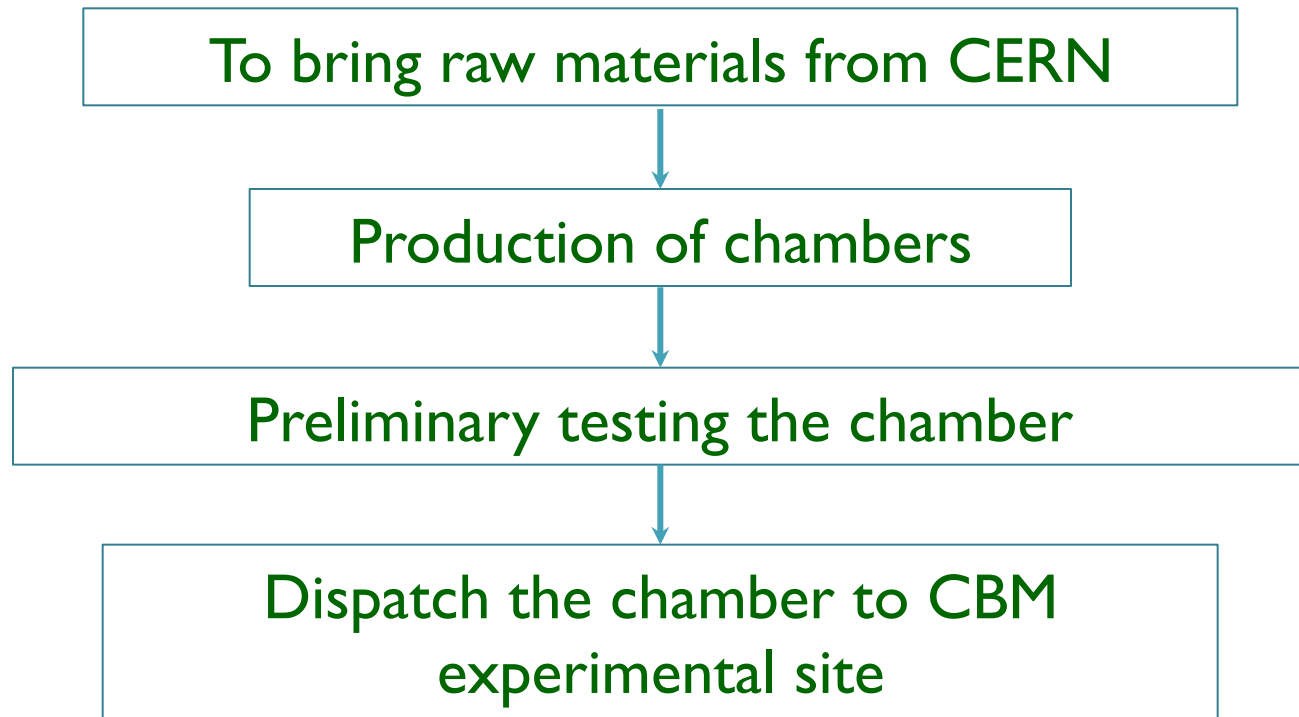 To bring raw materials from CERN
Production of chambers
Preliminary testing the chamber
Dispatch the chamber to CBM
experimental site